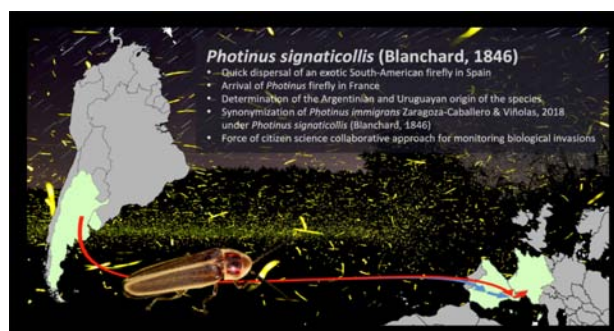 Photinus signaticollis (Blanchard, 1846)
• Quick dispersal of an exotic South-American firefly in Spain
• Arrival of Photinus firefly in France
• Determination of the Argentinian and Uruguayan origin of the species
• Synonymization of Photinus immigrans Zaragoza-Caballero & Viñolas, 2018
under Photinus signaticollis (Blanchard, 1846)
• Force of citizen science collaborative approach for monitoring biological invasions